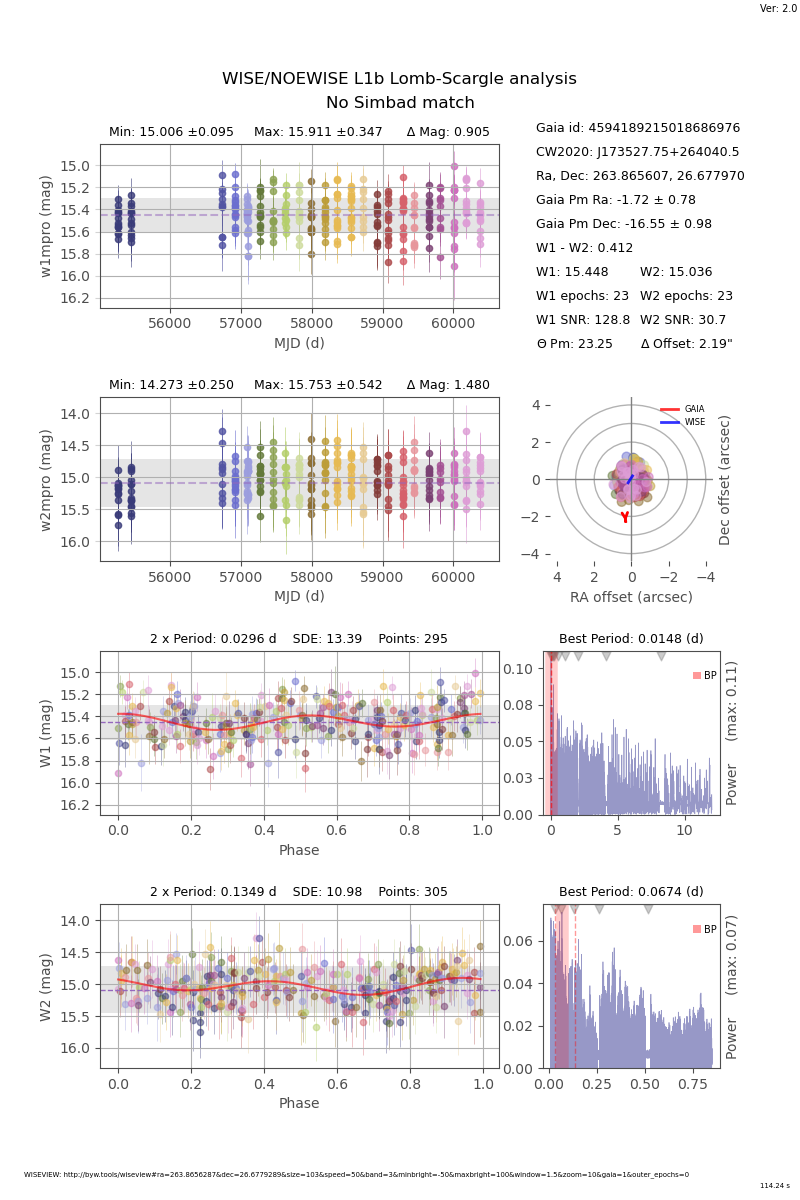 Ver: 2.0
WISE/NOEWISE L1b Lomb-Scargle analysis
No Simbad match
Min: 15.006 ±0.095 Max: 15.911 ±0.347 Δ Mag: 0.905
15.0
15.2
15.4
15.6
15.8
16.0
16.2
w1mpro (mag)
56000 57000 58000 59000 60000
MJD (d)
Gaia id: 4594189215018686976
CW2020: J173527.75+264040.5
Ra, Dec: 263.865607, 26.677970
Gaia Pm Ra: -1.72 ± 0.78
Gaia Pm Dec: -16.55 ± 0.98
W1 - W2: 0.412
W1: 15.448 W2: 15.036
W1 epochs: 23 W2 epochs: 23
W1 SNR: 128.8 W2 SNR: 30.7
Θ Pm: 23.25 Δ Offset: 2.19"
Min: 14.273 ±0.250 Max: 15.753 ±0.542 Δ Mag: 1.480
14.0
14.5
15.0
15.5
16.0
w2mpro (mag)
56000 57000 58000 59000 60000
MJD (d)
GAIA
WISE
4
2
0
−2
−4
Dec offset (arcsec)
4 2 0 −2 −4
RA offset (arcsec)
2 x Period: 0.0296 d SDE: 13.39 Points: 295
15.0
15.2
15.4
15.6
15.8
16.0
16.2
W1 (mag)
0.0 0.2 0.4 0.6 0.8 1.0
Phase
Best Period: 0.0148 (d)
BP
0.10
0.08
0.05
0.03
0.00
Power (max: 0.11)
0 5 10
2 x Period: 0.1349 d SDE: 10.98 Points: 305
14.0
14.5
15.0
15.5
16.0
W2 (mag)
0.0 0.2 0.4 0.6 0.8 1.0
Phase
Best Period: 0.0674 (d)
BP
0.06
0.04
0.02
0.00
Power (max: 0.07)
0.00 0.25 0.50 0.75
WISEVIEW: http://byw.tools/wiseview#ra=263.8656287&dec=26.6779289&size=103&speed=50&band=3&minbright=-50&maxbright=100&window=1.5&zoom=10&gaia=1&outer_epochs=0
114.24 s